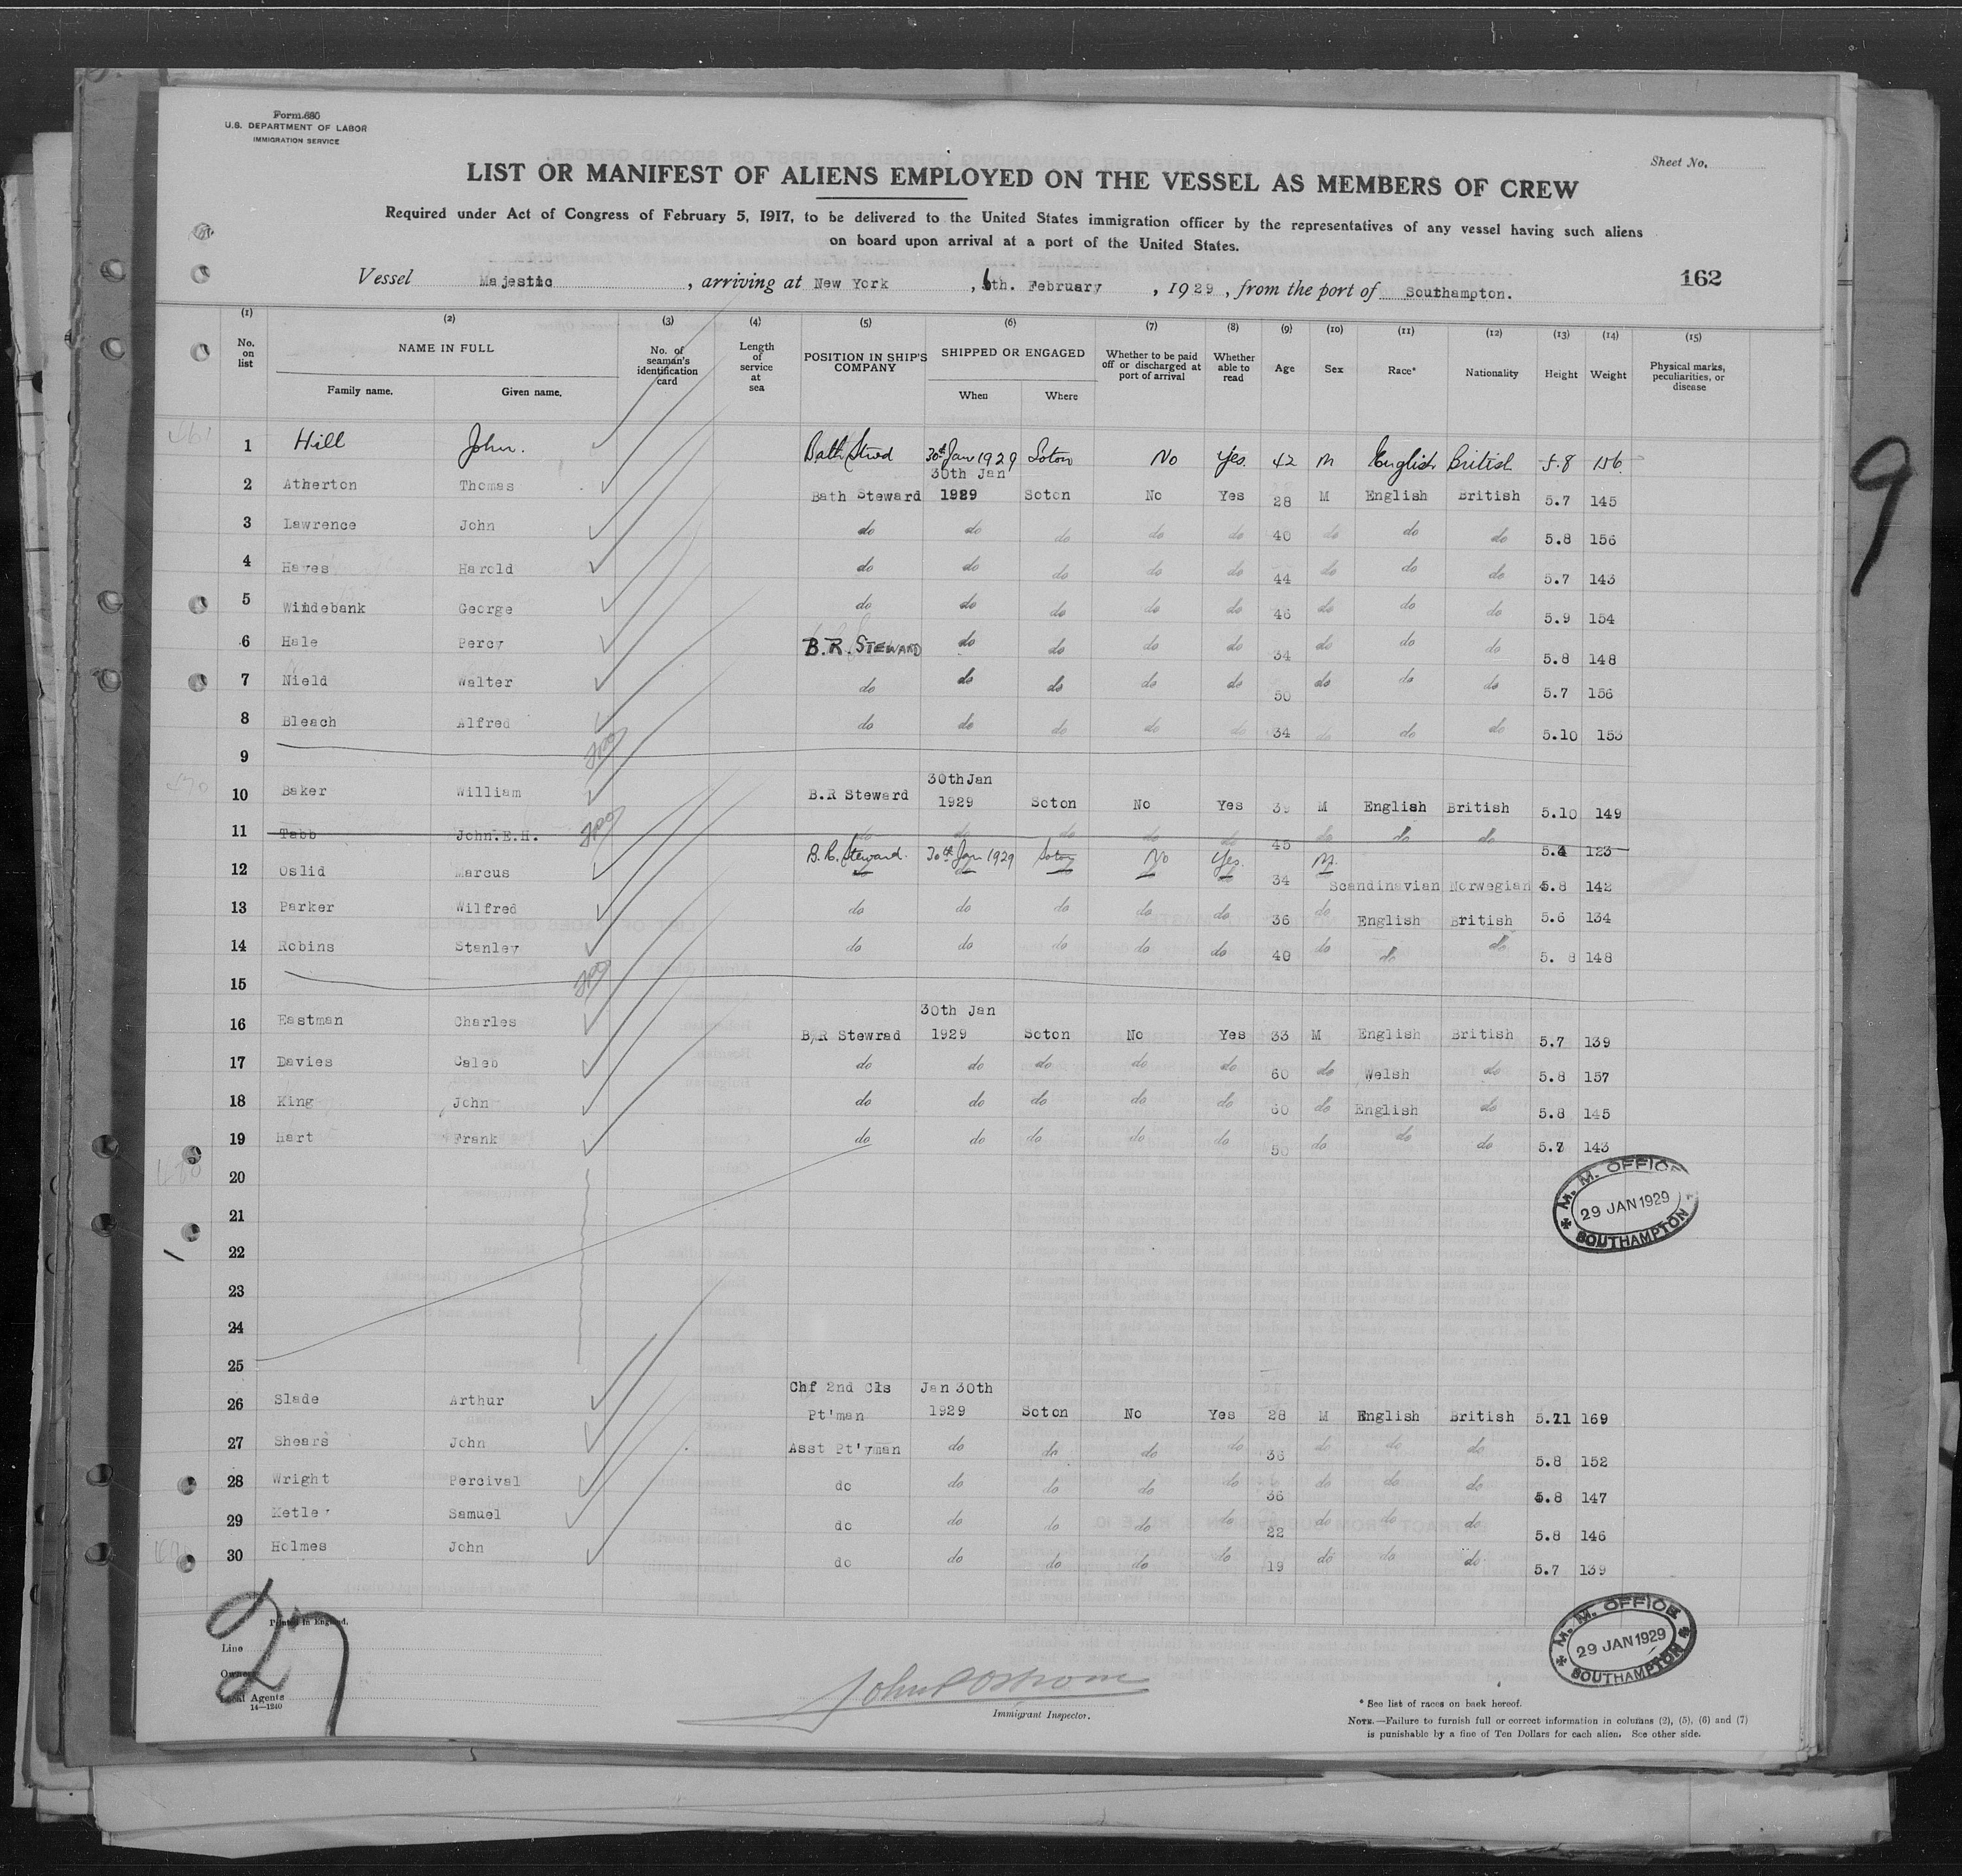 Form 680
U.S. DEPARTMENT OF LABOR
IMMIGRATION SERVICE
Sheet No.
LIST OR MANIFEST OF ALIENS EMPLOYED ON THE VESSEL AS MEMBERS OF CREW
Required under Act of Congress of February 5, 1917, to be delivered to the United States immigration officer by the representatives of any vessel having such aliens
on board upon arrival at a port of the United States.
162
Vessel Majestic , arriving at New York , 6th. February , 1929 , from the port of Southampton.
(1) (2) (3) (4) (5) (6) (7) (8) (9) (10) (11) (12) (13) (14) (15)
No. on list NAME IN FULL Family name. Given name. No. of seaman's identification card Length of service at sea POSITION IN SHIP'S COMPANY SHIPPED OR ENGAGED When Where Whether to be paid off or discharged at port of arrival Whether able to read Age Sex Race* Nationality Height Weight Physical marks, peculiarities, or disease
1 Hill John. Bath Stwd 30th Jan 1929 Soton No Yes. 42 M English British 5.8 156
2 Atherton Thomas Bath Steward 30th Jan 1929 Soton No Yes 28 M English British 5.7 145
3 Lawrence John do do do do do 40 do do do 5.8 156
4 Hayes Harold do do do do do 44 do do do 5.7 143
5 Windebank George do do do do do 46 do do do 5.9 154
6 Hale Percy B.R. STEWARD do do do do 34 do do do 5.8 148
7 Nield Walter do do do do do 50 do do do 5.7 156
8 Bleach Alfred do do do do do 34 do do do 5.10 153
9
10 Baker William B.R Steward 30thJan 1929 Soton No Yes 39 M English British 5.10 149
11 Tabb John.E.H. do do do do do 45 do do do 5.4 123
12 Oslid Marcus B.R. Steward. 30th Jan 1929 Soton No Yes. 34 M. Scandinavian Norwegian 5.8 142
13 Parker Wilfred do do do do do 36 do English British 5.6 134
14 Robins Stanley do do do do do 40 do do do 5. 8 148
15
16 Eastman Charles B,R Stewrad 30th Jan 1929 Soton No Yes 33 M English British 5.7 139
17 Davies Caleb do do do do do 60 do Welsh do 5.8 157
18 King John do do do do do 60 do English do 5.8 145
19 Hart Frank do do do do do 50 do do do 5.7 143
20
21
22
23
24
25
26 Slade Arthur Chf 2nd Cls Pt'man Jan 30th 1929 Soton No Yes 28 M English British 5.11 169
27 Shears John Asst Pt'yman do do do do 36 do do do 5.8 152
28 Wright Percival do do do do do 36 do do do 5.8 147
29 Ketley Samuel do do do do do 22 do do do 5.8 146
30 Holmes John do do do do do 19 do do do 5.7 139
M. M. OFFICE
29 JAN 1929
SOUTHAMPTON
M. M. OFFICE
29 JAN 1929
SOUTHAMPTON
9
27
Printed in England.
Line
Owners
Local Agents
14—1240
Immigrant Inspector.
* See list of races on back hereof.
NOTE.—Failure to furnish full or correct information in columns (2), (5), (6) and (7)
is punishable by a fine of Ten Dollars for each alien. See other side.